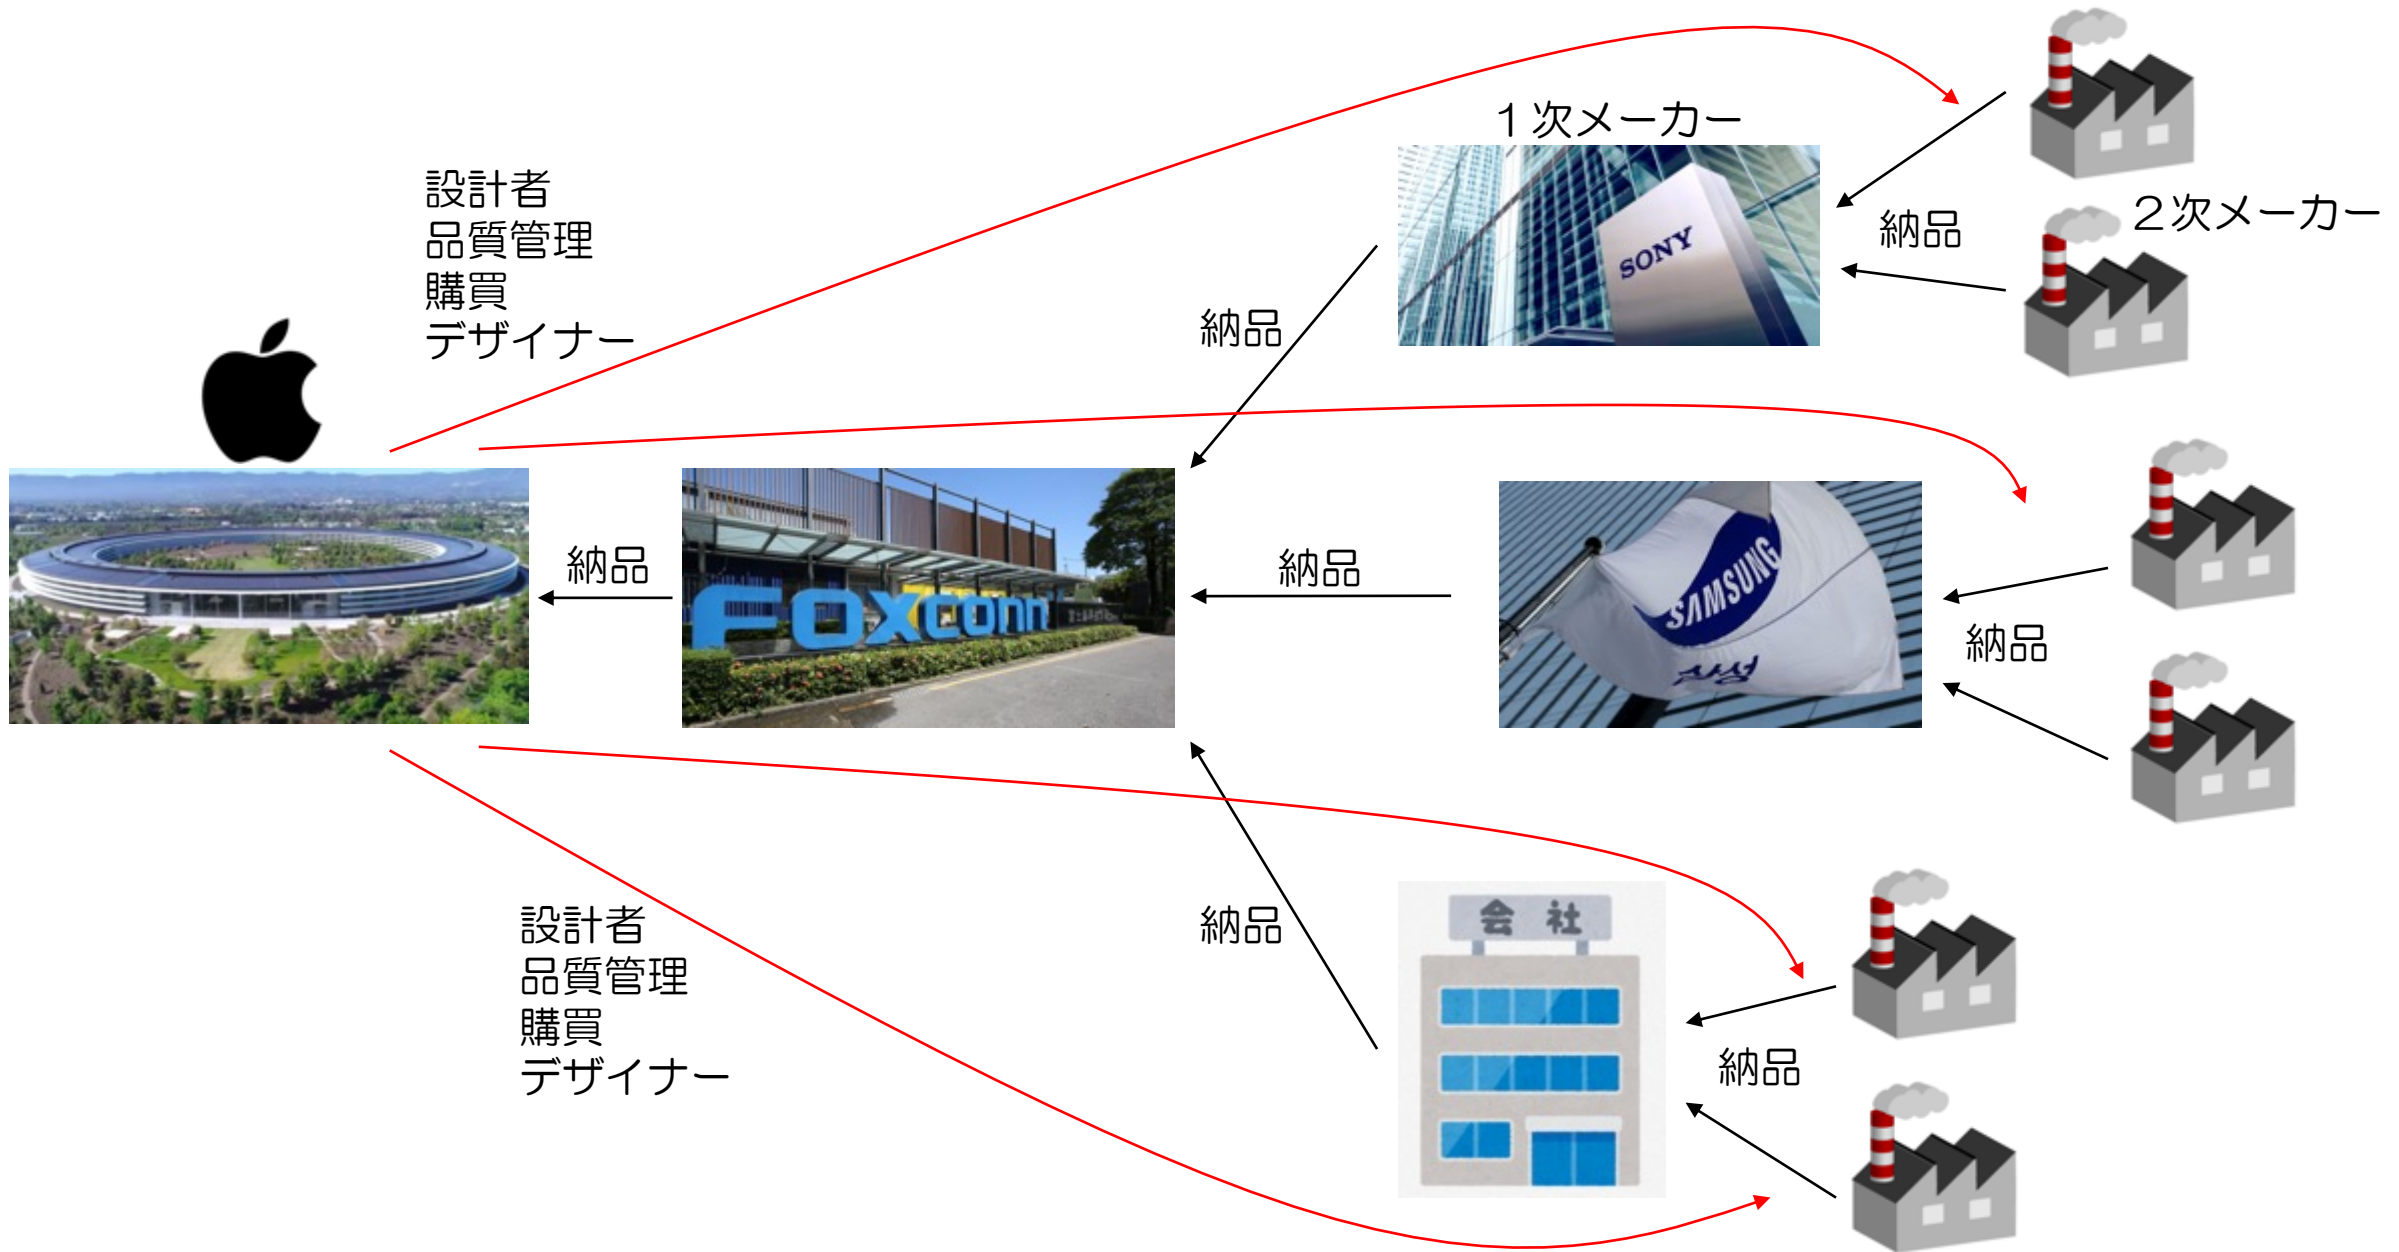 １次メーカー
設計者
品質管理
購買
デザイナー
SONY
納品
２次メーカー
納品
納品
FOXCONN
納品
SAMSUNG
삼성
納品
設計者
品質管理
購買
デザイナー
納品
会社
納品